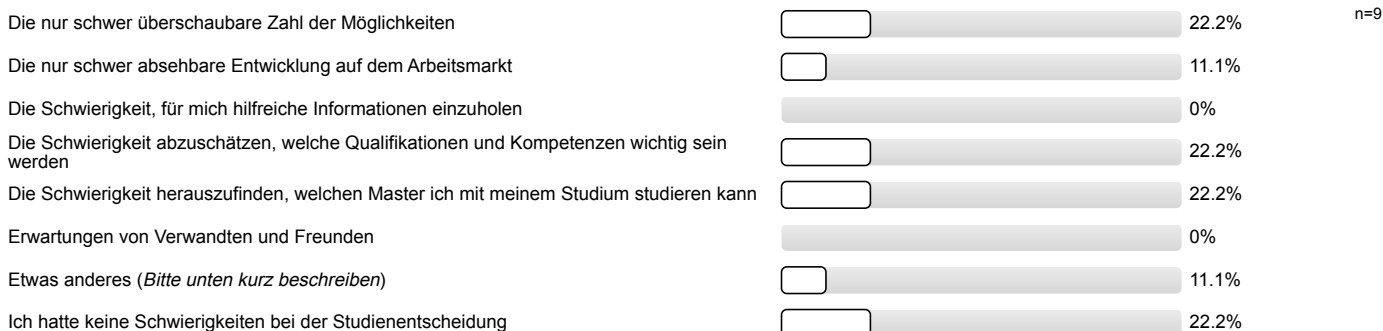 Die nur schwer überschaubare Zahl der Möglichkeiten 22.2% n=9
Die nur schwer absehbare Entwicklung auf dem Arbeitsmarkt 11.1%
Die Schwierigkeit, für mich hilfreiche Informationen einzuholen 0%
Die Schwierigkeit abzuschätzen, welche Qualifikationen und Kompetenzen wichtig sein
werden 22.2%
Die Schwierigkeit herauszufinden, welchen Master ich mit meinem Studium studieren kann 22.2%
Erwartungen von Verwandten und Freunden 0%
Etwas anderes (Bitte unten kurz beschreiben) 11.1%
Ich hatte keine Schwierigkeiten bei der Studienentscheidung 22.2%